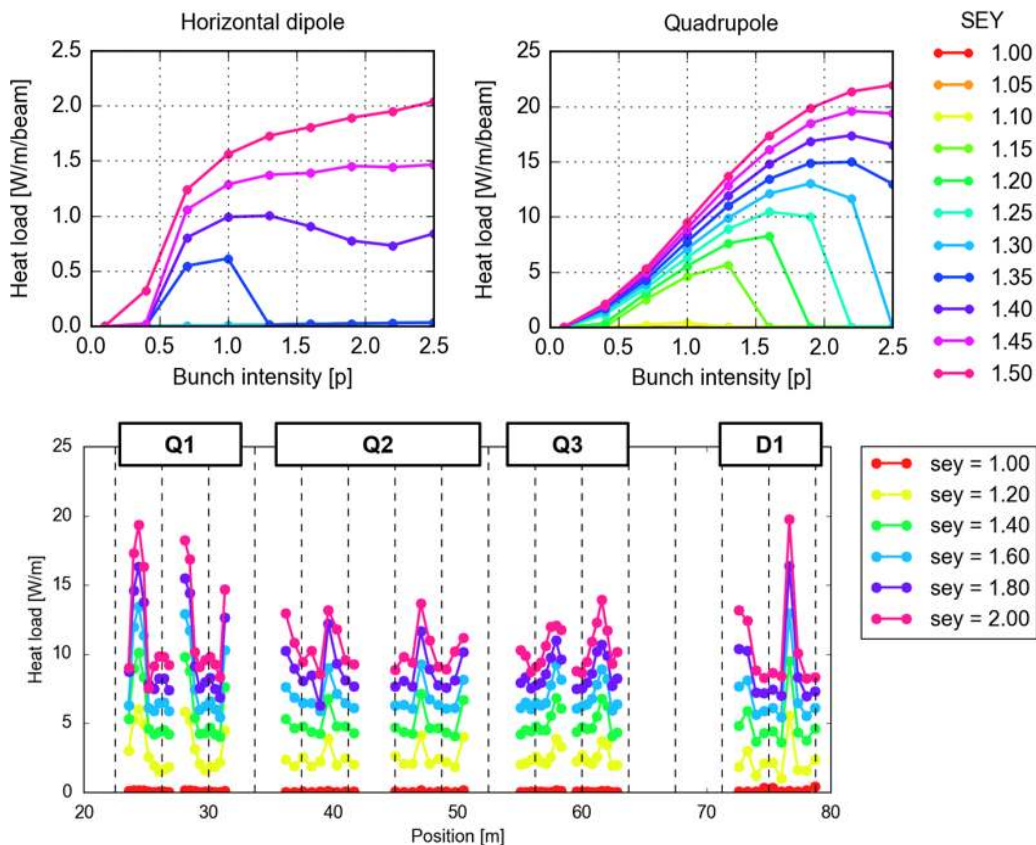 Horizontal dipole
Quadrupole
SEY
Heat load [W/m/beam]
2.5
2.0
1.5
1.0
0.5
0.0
0.0 0.5 1.0 1.5 2.0 2.5
Bunch intensity [p]
Heat load [W/m/beam]
25
20
15
10
5
0
0.0 0.5 1.0 1.5 2.0 2.5
Bunch intensity [p]
1.00
1.05
1.10
1.15
1.20
1.25
1.30
1.35
1.40
1.45
1.50
Q1 Q2 Q3 D1
Heat load [W/m]
25
20
15
10
5
0
20 30 40 50 60 70 80
Position [m]
sey = 1.00
sey = 1.20
sey = 1.40
sey = 1.60
sey = 1.80
sey = 2.00